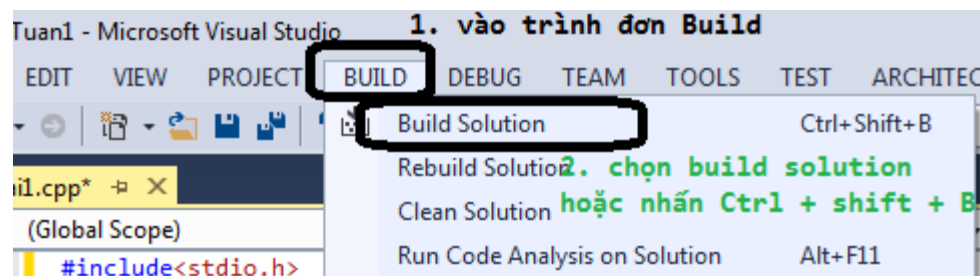 Tuan1 - Microsoft Visual Studio
1. vào trình đơn Build
EDIT VIEW PROJECT BUILD DEBUG TEAM TOOLS TEST ARCHITEC
Build Solution Ctrl+Shift+B
Rebuild Solution
2. chọn build solution
ai1.cpp*
Clean Solution
hoặc nhấn Ctrl + shift + B
(Global Scope)
Run Code Analysis on Solution Alt+F11
#include<stdio.h>